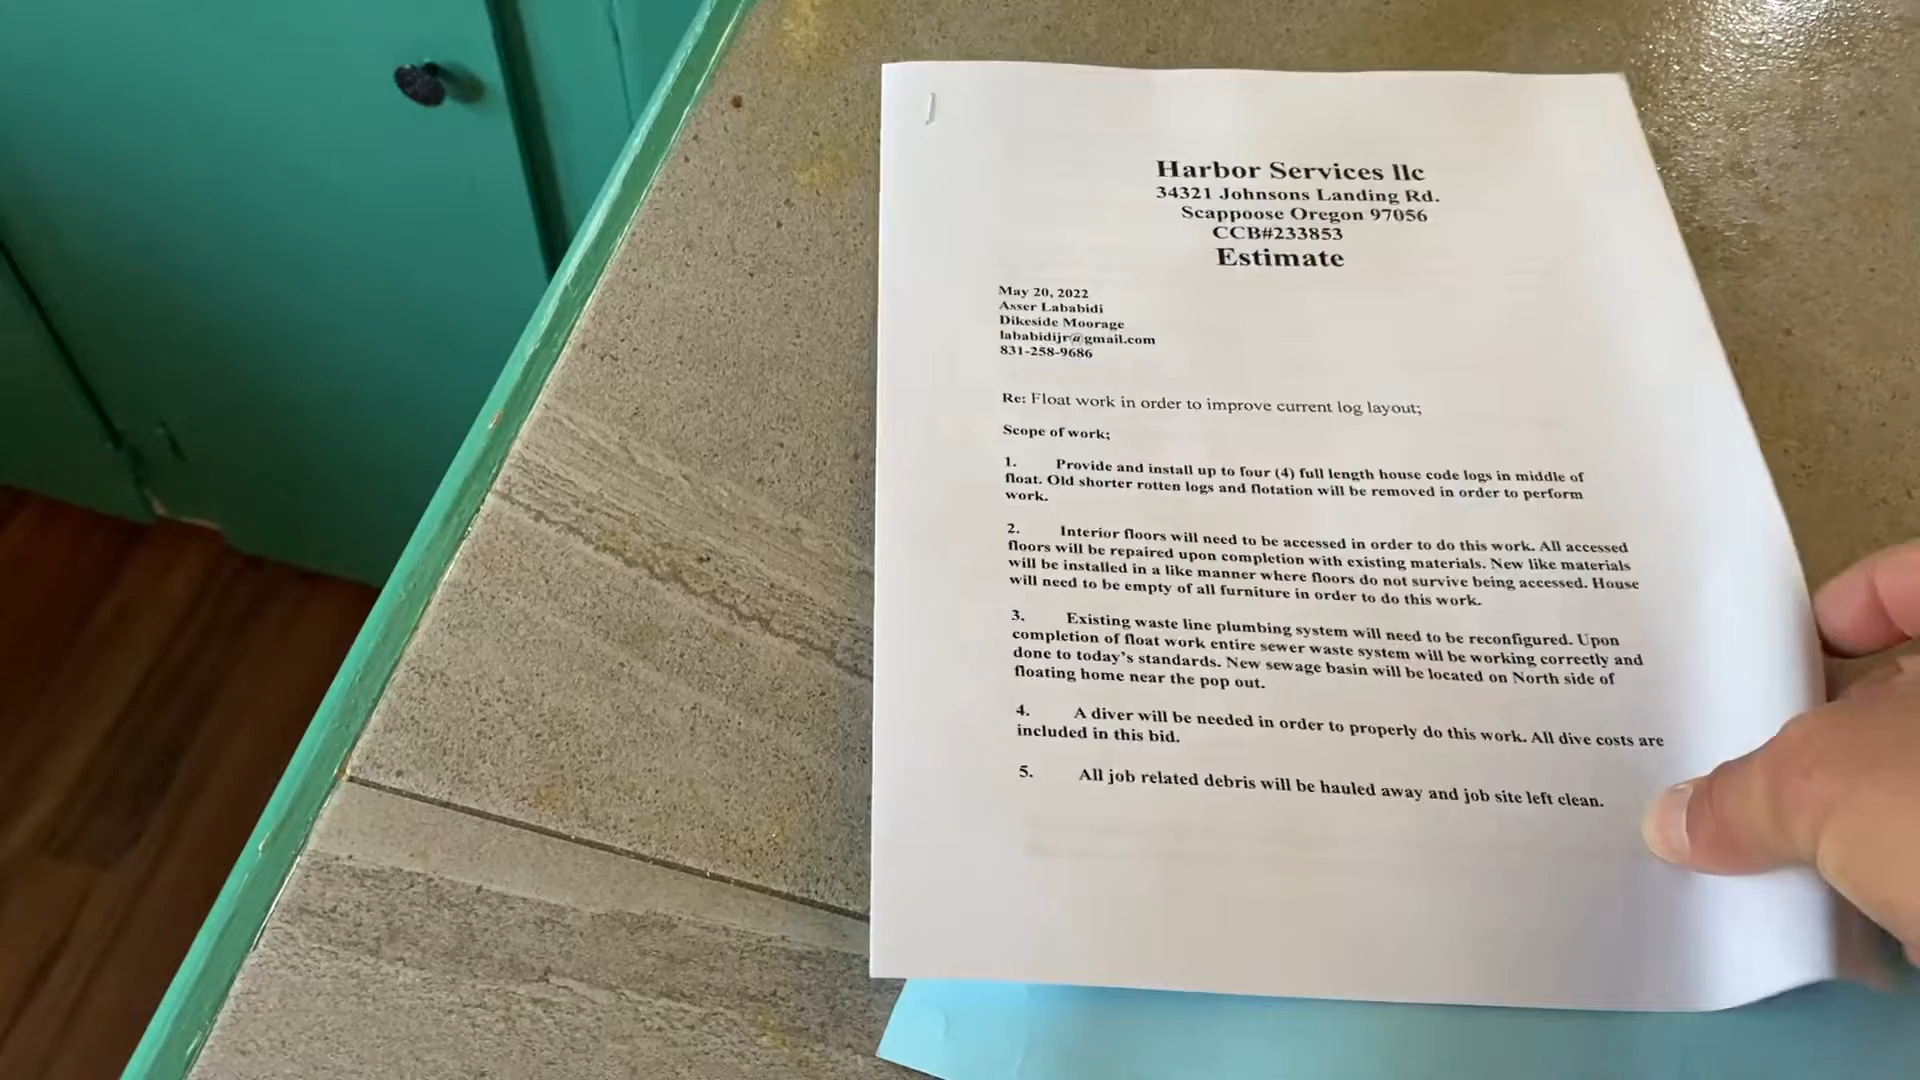 Harbor Services llc
34321 Johnsons Landing Rd.
Scappoose Oregon 97056
CCB#233853
Estimate
May 20, 2022
Asser Lababidi
Dikeside Moorage
lababidijr@gmail.com
831-258-9686
Re: Float work in order to improve current log layout;
Scope of work;
1. Provide and install up to four (4) full length house code logs in middle of
float. Old shorter rotten logs and flotation will be removed in order to perform
work.
2. Interior floors will need to be accessed in order to do this work. All accessed
floors will be repaired upon completion with existing materials. New like materials
will be installed in a like manner where floors do not survive being accessed. House
will need to be empty of all furniture in order to do this work.
3. Existing waste line plumbing system will need to be reconfigured. Upon
completion of float work entire sewer waste system will be working correctly and
done to today's standards. New sewage basin will be located on North side of
floating home near the pop out.
4. A diver will be needed in order to properly do this work. All dive costs are
included in this bid.
5. All job related debris will be hauled away and job site left clean.